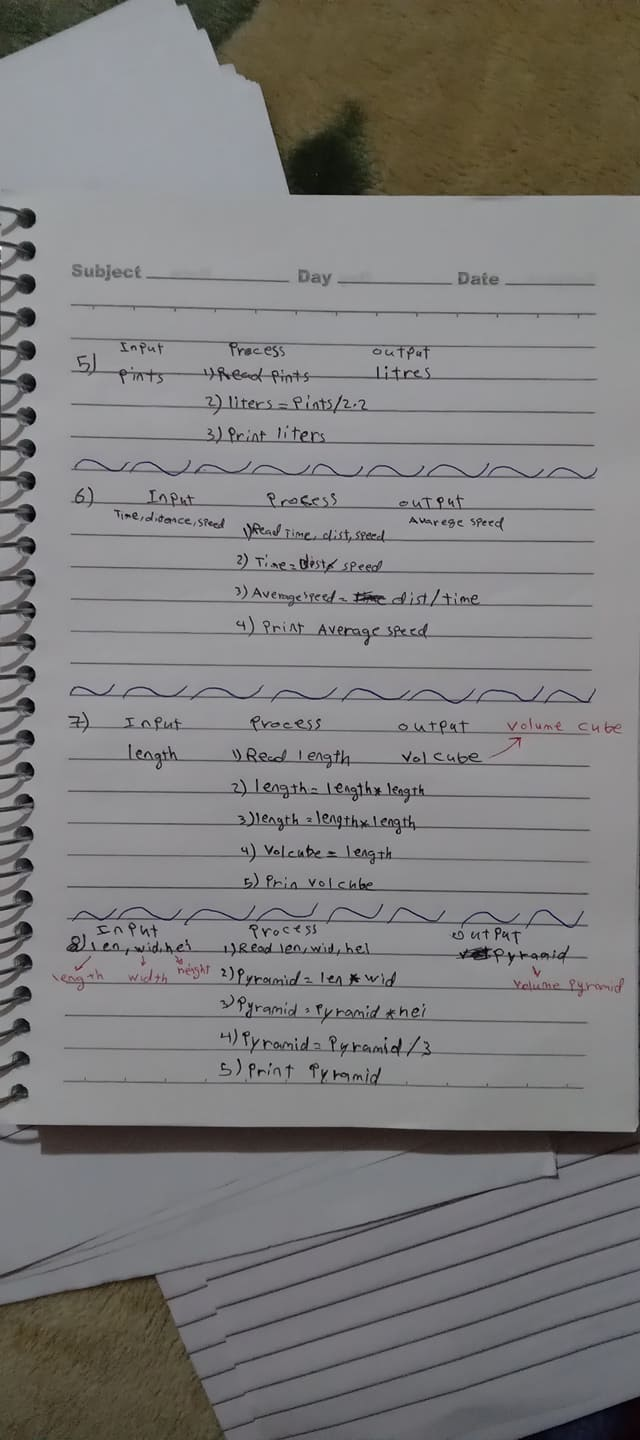 Subject Day Date
Input Process output
5) Pints 1) Read Pints litres
2) liters = Pints/2.2
3) Print liters
6) Input Process output
Time, distance, speed 1) Read Time, dist, speed Avarege speed
2) Time = dist / speed
3) Average speed = dist / time
4) Print Average speed
7) Input Process output volume cube
length 1) Read length Vol cube
2) length = length * length
3) length = length * length
4) Volcube = length
5) Prin vol cube
Input Process output
8) len, wid, hei 1) Read len, wid, hei Pyramid
length width height 2) Pyramid = len * wid volume Pyramid
3) Pyramid = Pyramid * hei
4) Pyramid = Pyramid / 3
5) Print Pyramid